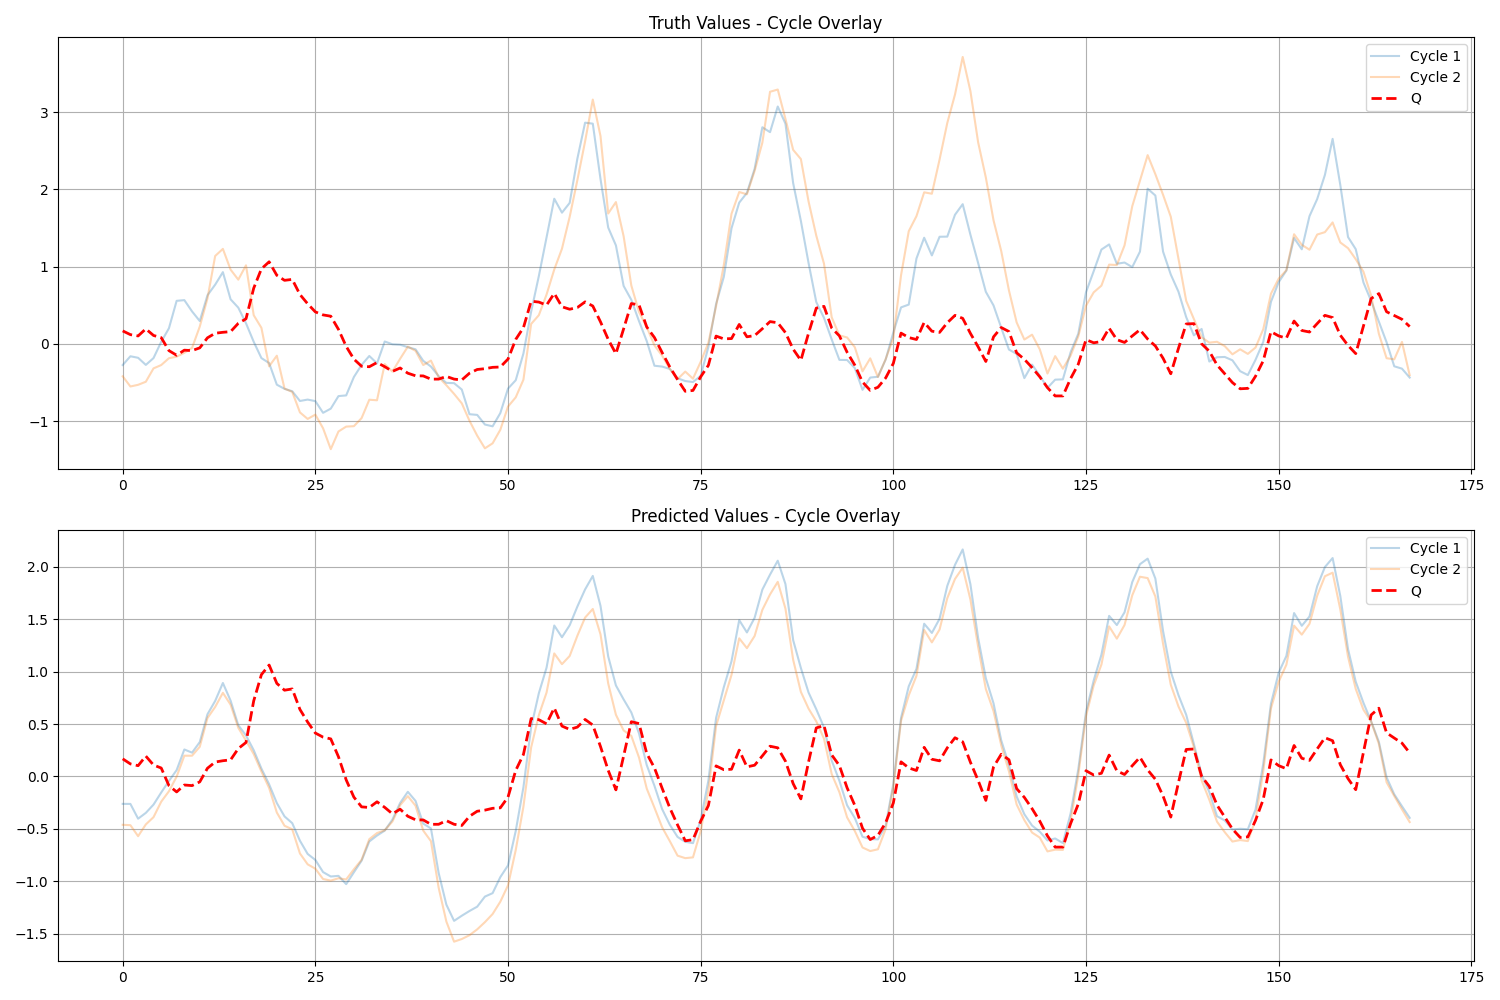 Truth Values - Cycle Overlay
Cycle 1
Cycle 2
Q
3
2
1
0
−1
0 25 50 75 100 125 150 175
Predicted Values - Cycle Overlay
Cycle 1
Cycle 2
Q
2.0
1.5
1.0
0.5
0.0
−0.5
−1.0
−1.5
0 25 50 75 100 125 150 175